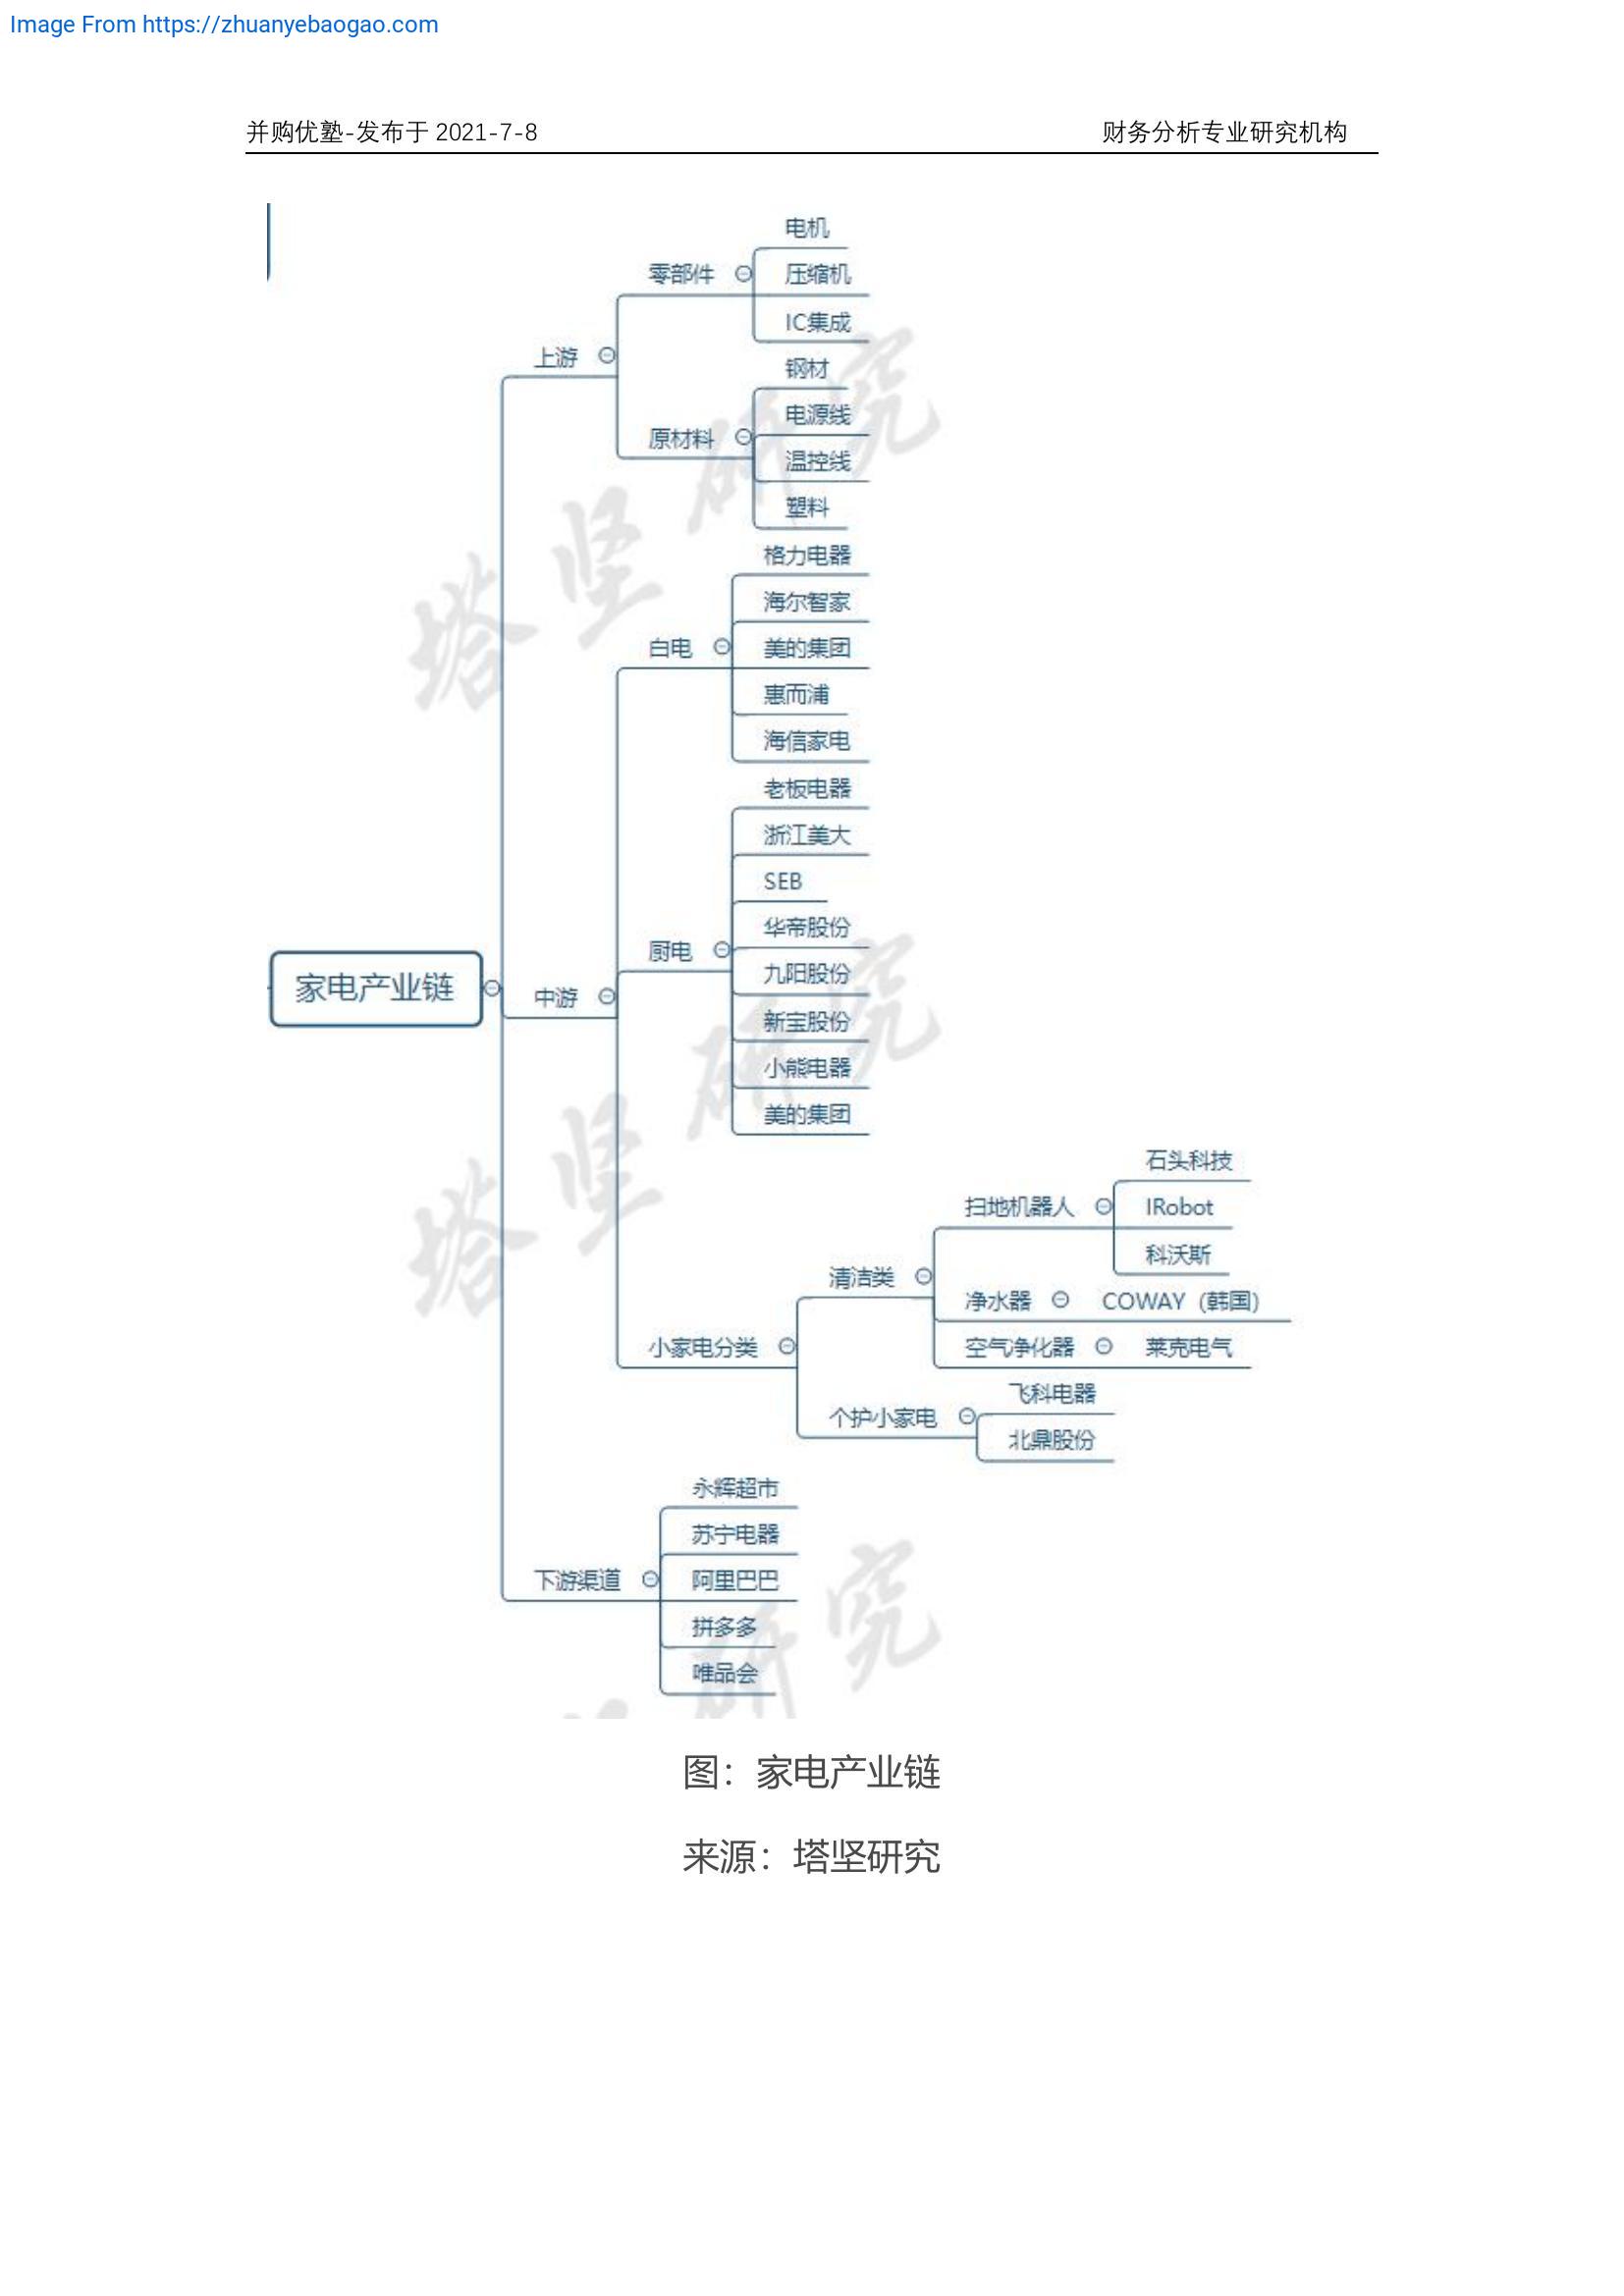 Image From https://zhuanyebaogao.com
并购优塾-发布于 2021-7-8 财务分析专业研究机构
电机
零部件
压缩机
IC集成
上游
钢材
电源线
原材料
温控线
塑料
格力电器
海尔智家
白电
美的集团
惠而浦
海信家电
老板电器
浙江美大
SEB
华帝股份
厨电
九阳股份
家电产业链
中游
新宝股份
小熊电器
美的集团
石头科技
扫地机器人
IRobot
科沃斯
清洁类
净水器
COWAY（韩国）
小家电分类
空气净化器
莱克电气
飞科电器
个护小家电
北鼎股份
永辉超市
苏宁电器
下游渠道
阿里巴巴
拼多多
唯品会
塔坚研究
塔坚研究
坚研究
图：家电产业链
来源：塔坚研究